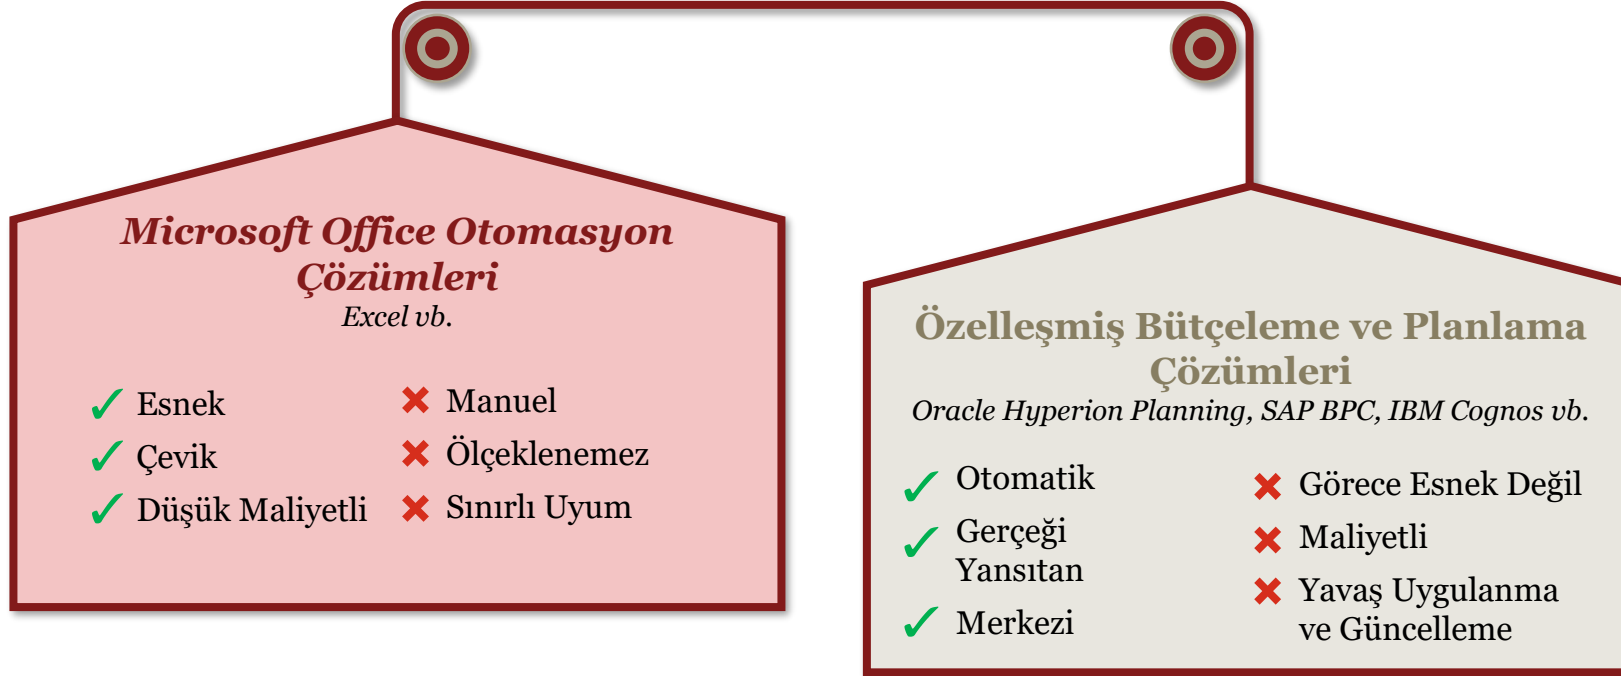 Microsoft Office Otomasyon
Çözümleri
Excel vb.
Esnek
Çevik
Düşük Maliyetli
Manuel
Ölçeklenemez
Sınırlı Uyum
Özelleşmiş Bütçeleme ve Planlama
Çözümleri
Oracle Hyperion Planning, SAP BPC, IBM Cognos vb.
Otomatik
Gerçeği
Yansıtan
Merkezi
Görece Esnek Değil
Maliyetli
Yavaş Uygulanma
ve Güncelleme